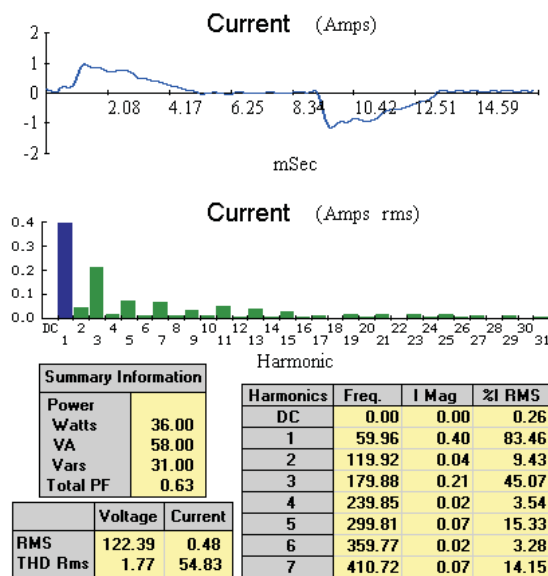 Current (Amps)
2
1
0
-1
-2
2.08 4.17 6.25 8.34 10.42 12.51 14.59
mSec
Current (Amps rms)
0.4
0.3
0.2
0.1
0.0
DC 2 4 6 8 10 12 14 16 18 20 22 24 26 28 30
1 3 5 7 9 11 13 15 17 19 21 23 25 27 29 31
Harmonic
Summary Information
Power
Watts 36.00
VA 58.00
Vars 31.00
Total PF 0.63
Voltage Current
RMS 122.39 0.48
THD Rms 1.77 54.83
Harmonics Freq. I Mag %I RMS
DC 0.00 0.00 0.26
1 59.96 0.40 83.46
2 119.92 0.04 9.43
3 179.88 0.21 45.07
4 239.85 0.02 3.54
5 299.81 0.07 15.33
6 359.77 0.02 3.28
7 410.72 0.07 14.15